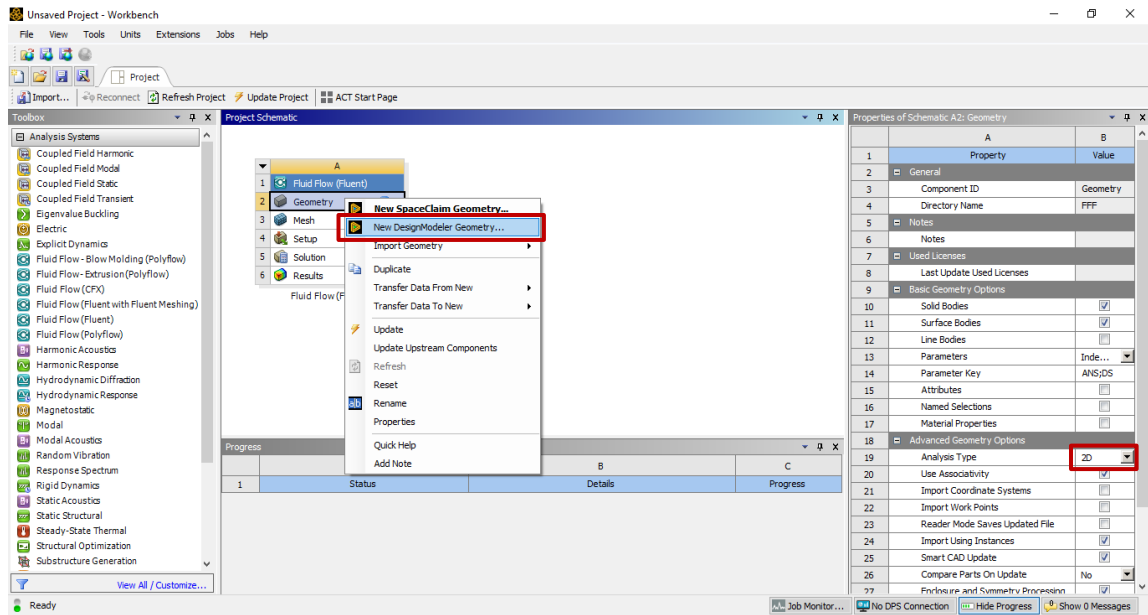 Unsaved Project - Workbench
File View Tools Units Extensions Jobs Help
Project
Import... Reconnect Refresh Project Update Project ACT Start Page
Toolbox
Analysis Systems
Coupled Field Harmonic
Coupled Field Modal
Coupled Field Static
Coupled Field Transient
Eigenvalue Buckling
Electric
Explicit Dynamics
Fluid Flow - Blow Molding (Polyflow)
Fluid Flow - Extrusion (Polyflow)
Fluid Flow (CFX)
Fluid Flow (Fluent with Fluent Meshing)
Fluid Flow (Fluent)
Fluid Flow (Polyflow)
Harmonic Acoustics
Harmonic Response
Hydrodynamic Diffraction
Hydrodynamic Response
Magnetostatic
Modal
Modal Acoustics
Random Vibration
Response Spectrum
Rigid Dynamics
Static Acoustics
Static Structural
Steady-State Thermal
Structural Optimization
Substructure Generation
View All / Customize...
Project Schematic
A
1 Fluid Flow (Fluent)
2 Geometry
3 Mesh
4 Setup
5 Solution
6 Results
Fluid Flow (F
New SpaceClaim Geometry...
New DesignModeler Geometry...
Import Geometry
Duplicate
Transfer Data From New
Transfer Data To New
Update
Update Upstream Components
Refresh
Reset
Rename
Properties
Quick Help
Add Note
Progress
B C
1 Status Details Progress
Properties of Schematic A2: Geometry
A B
1 Property Value
2 General
3 Component ID Geometry
4 Directory Name FFF
5 Notes
6 Notes
7 Used Licenses
8 Last Update Used Licenses
9 Basic Geometry Options
10 Solid Bodies
11 Surface Bodies
12 Line Bodies
13 Parameters Inde...
14 Parameter Key ANS;DS
15 Attributes
16 Named Selections
17 Material Properties
18 Advanced Geometry Options
19 Analysis Type 2D
20 Use Associativity
21 Import Coordinate Systems
22 Import Work Points
23 Reader Mode Saves Updated File
24 Import Using Instances
25 Smart CAD Update
26 Compare Parts On Update No
27 Enclosure and Symmetry Processing
Ready
Job Monitor... No DPS Connection Hide Progress Show 0 Messages